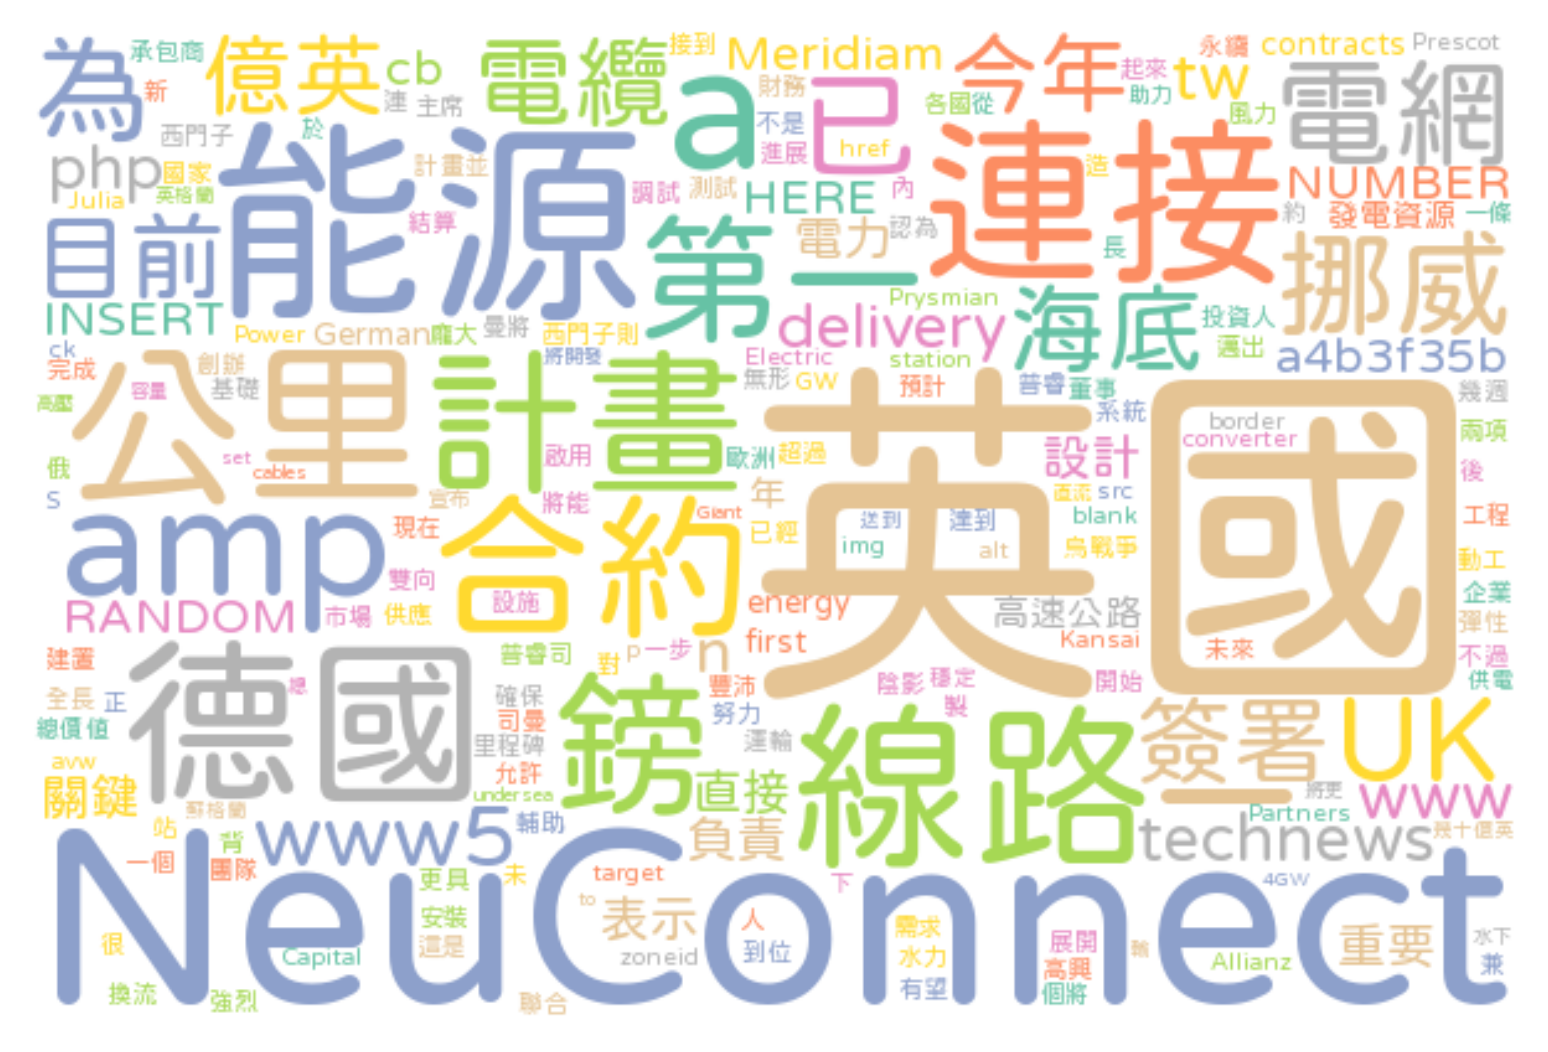 為
承包商
新
億英
cb
連
主席
電纜
接到
Meridiam
今年
永續
contracts
Prescot
起來
助力
tw
電網
西門子
於
a
財務
已
不是
進展
href
各國從
風力
php
國家
Julia
英格蘭
能源
計畫並
調試
測試
HERE
內
連接
造
NUMBER
目前
結算
第一
電力
認為
長
約
發電資源
一條
挪威
INSERT
Power
German
龐大
曼將
西門子則
delivery
Prysmian
海底
投資人
邁出
ck
完成
創辦
將開發
Electric
station
a4b3f35b
高壓
容量
基礎
公里
計畫
無形
GW
預計
普睿
董事
系統
英國
幾週
border
converter
兩項
俄
set
cables
啟用
歐洲
超過
設計
後
S
宣布
將能
年
直流
src
amp
現在
合約
Giant
已經
送到
達到
blank
工程
img
alt
烏戰爭
動工
雙向
設施
energy
高速公路
企業
RANDOM
市場
供應
first
Kansai
彈性
建置
德國
普睿司
對
p
一步
n
未來
不過
全長
正
總
確保
豐沛
陰影
穩定
開始
供電
總價值
司曼
鎊
努力
製
線路
簽署
UK
里程碑
運輸
avw
關鍵
允許
直接
將更
www
蘇格蘭
undersea
Partners
站
背
www5
輔助
負責
technews
幾十億英
一個
團隊
NeuConnect
更具
未
target
下
4GW
to
表示
人
需求
很
安裝
這是
Capital
zoneid
到位
水力
展開
高興
輸
Allianz
重要
水下
兼
換流
強烈
聯合
有望
個將